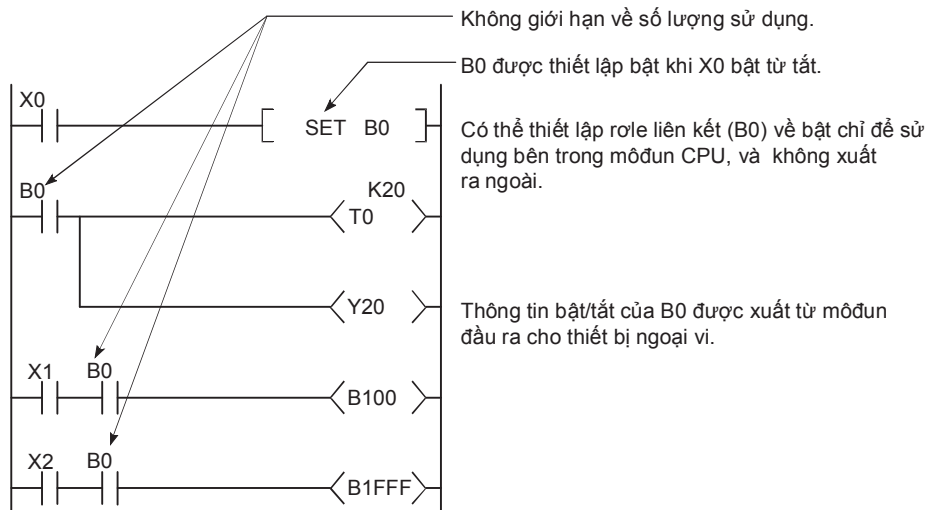 Không giới hạn về số lượng sử dụng.
B0 được thiết lập bật khi X0 bật từ tắt.
X0
SET B0
Có thể thiết lập rơle liên kết (B0) về bật chỉ để sử
dụng bên trong môđun CPU, và không xuất
ra ngoài.
B0
K20
T0
Y20
Thông tin bật/tắt của B0 được xuất từ môđun
đầu ra cho thiết bị ngoại vi.
X1 B0
B100
X2 B0
B1FFF